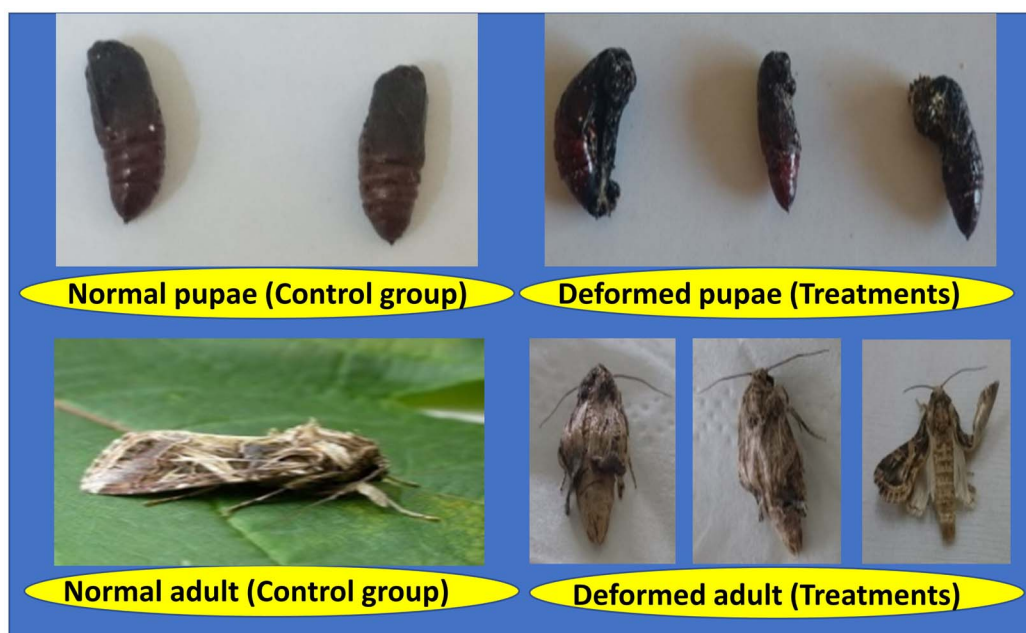 Normal pupae (Control group)
Deformed pupae (Treatments)
Normal adult (Control group)
Deformed adult (Treatments)